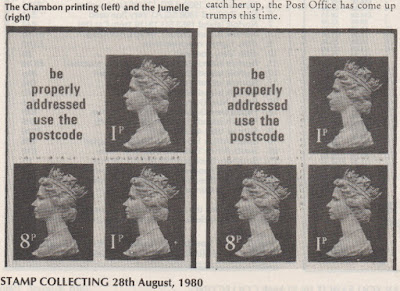 The Chambon printing (left) and the Jumelle
(right)
catch her up, the Post Office has come up
trumps this time.
be
properly
addressed
use the
postcode
1P
8P
1P
be
properly
addressed
use the
postcode
1P
8P
1P
STAMP COLLECTING 28th August, 1980